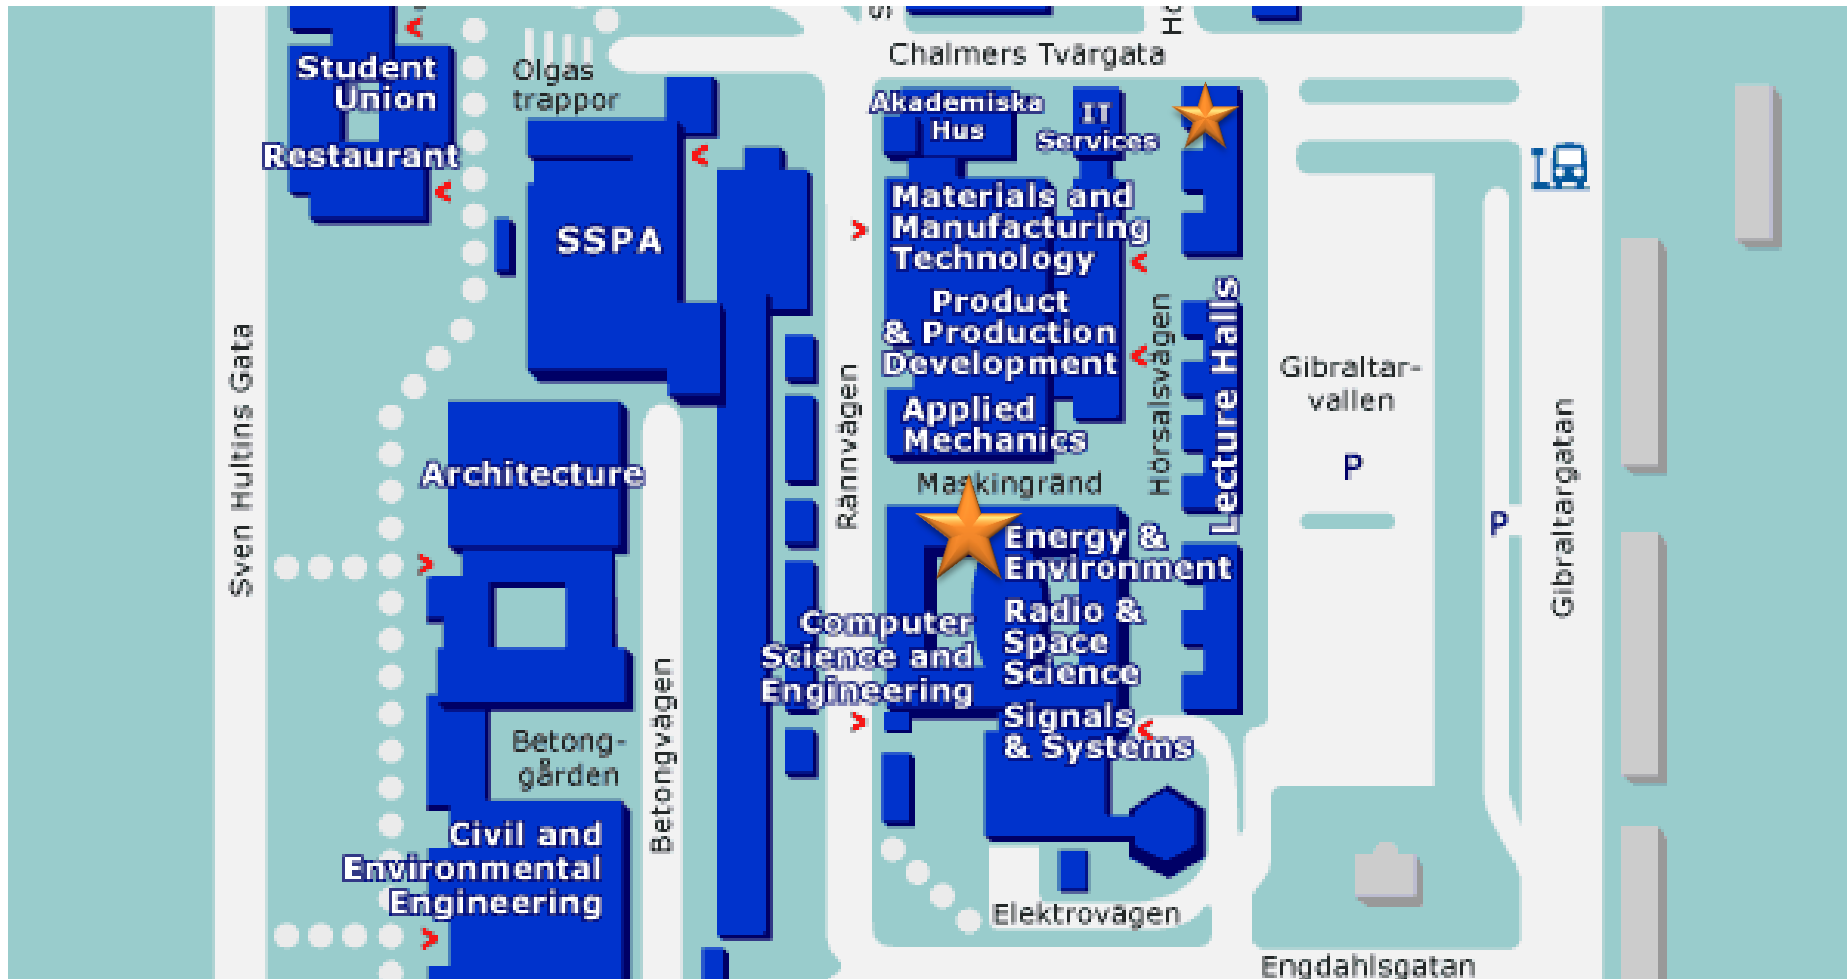 Chalmers Tvärgata
Student
Union
Olgas
trappor
Akademiska
Hus
IT
Services
Restaurant
Materials and
Manufacturing
Technology
SSPA
Product
& Production
Development
Lecture Halls
Gibraltar-
vallen
Applied
Mechanics
Rännvägen
Hörsalsvägen
Sven Hultins Gata
Architecture
P
Maskingränd
P
Gibraltargatan
Energy &
Environment
Computer
Science and
Engineering
Radio &
Space
Science
Signals
& Systems
Betong-
gården
Betongvägen
Civil and
Environmental
Engineering
Elektrovägen
Engdahlsgatan